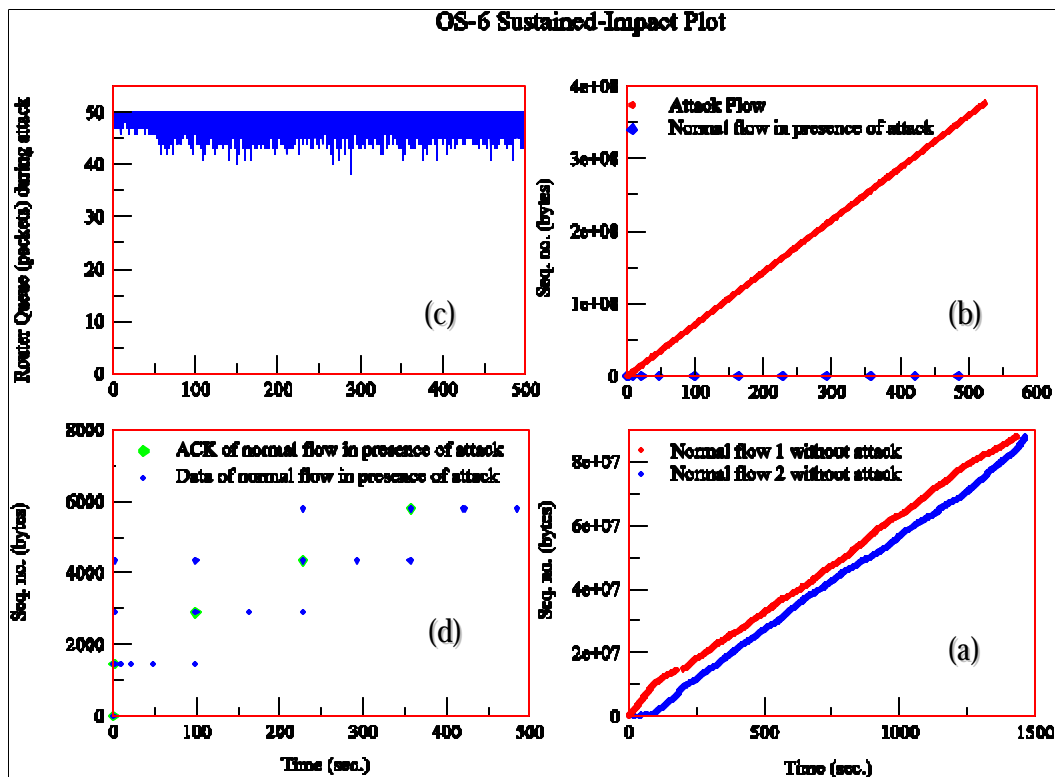 OS-6 Sustained-Impact Plot
Router Queue (packets) during attack
50
40
30
20
10
0
0 100 200 300 400 500
(c)
Seq. no. (bytes)
4e+08
3e+08
2e+08
1e+08
0
Attack Flow
Normal flow in presence of attack
(b)
0 100 200 300 400 500 600
Seq. no. (bytes)
8000
6000
4000
2000
0
ACK of normal flow in presence of attack
Data of normal flow in presence of attack
(d)
0 100 200 300 400 500
Time (sec.)
Seq. no. (bytes)
8e+07
6e+07
4e+07
2e+07
0
Normal flow 1 without attack
Normal flow 2 without attack
(a)
0 500 1000 1500
Time (sec.)